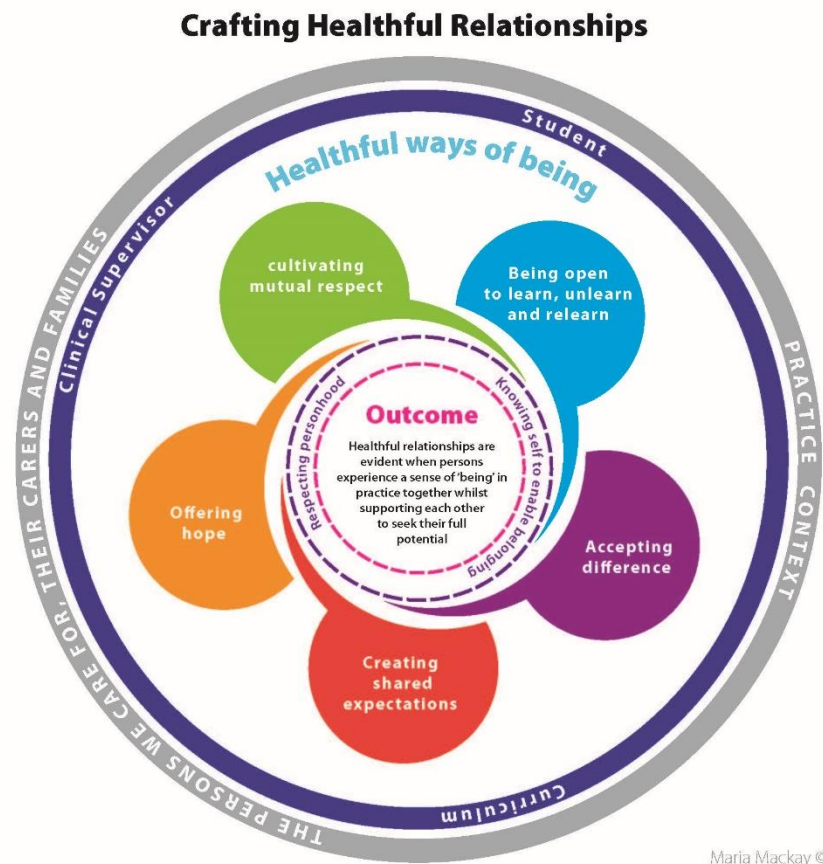 Crafting Healthful Relationships
Student
Healthful ways of being
Clinical Supervisor
THE PERSONS WE CARE FOR, THEIR CARERS AND FAMILIES
PRACTICE CONTEXT
cultivating
mutual respect
Being open
to learn, unlearn
and relearn
Respecting personhood
Knowing self to enable belonging
Outcome
Healthful relationships are
evident when persons
experience a sense of ‘being’ in
practice together whilst
supporting each other
to seek their full
potential
Offering
hope
Accepting
difference
Creating
shared
expectations
Curriculum
Maria Mackay ©